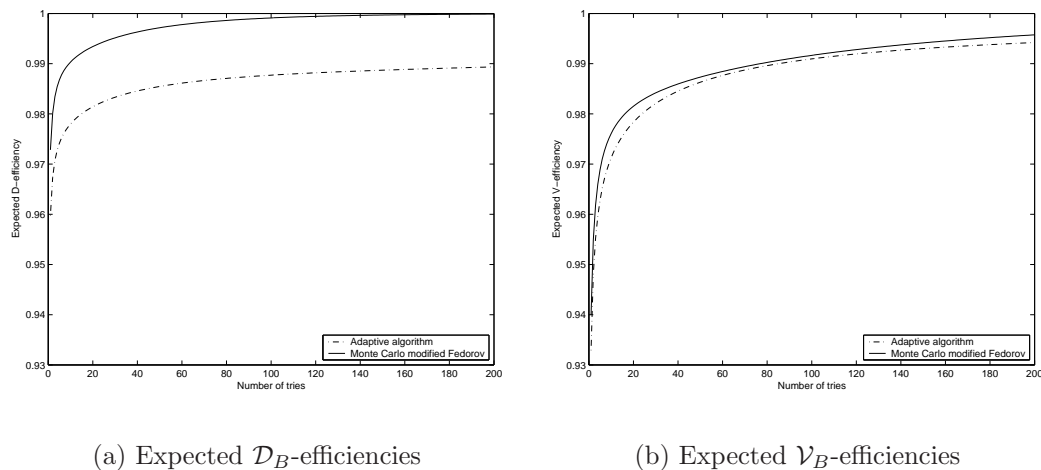 1
0.99
0.98
0.97
0.96
0.95
0.94
0.93
Expected D−efficiency
0 20 40 60 80 100 120 140 160 180 200
Number of tries
Adaptive algorithm
Monte Carlo modified Fedorov
1
0.99
0.98
0.97
0.96
0.95
0.94
0.93
Expected V−efficiency
0 20 40 60 80 100 120 140 160 180 200
Number of tries
Adaptive algorithm
Monte Carlo modified Fedorov
(a) Expected 𝒟_B-efficiencies
(b) Expected 𝒱_B-efficiencies